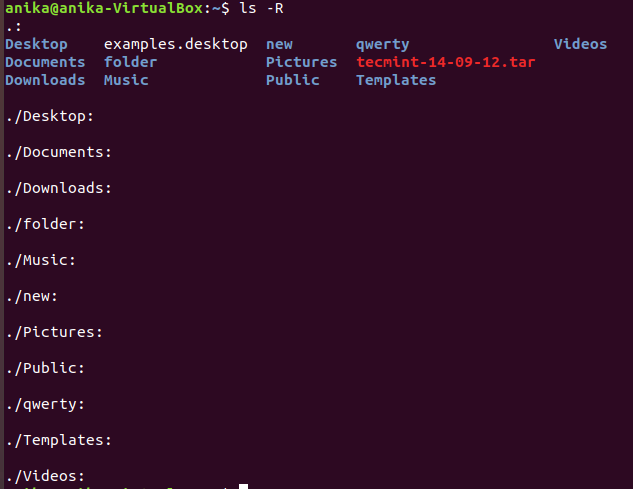 anika@anika-VirtualBox:~$ ls -R
.:
Desktop examples.desktop new qwerty Videos
Documents folder Pictures tecmint-14-09-12.tar
Downloads Music Public Templates
./Desktop:
./Documents:
./Downloads:
./folder:
./Music:
./new:
./Pictures:
./Public:
./qwerty:
./Templates:
./Videos: